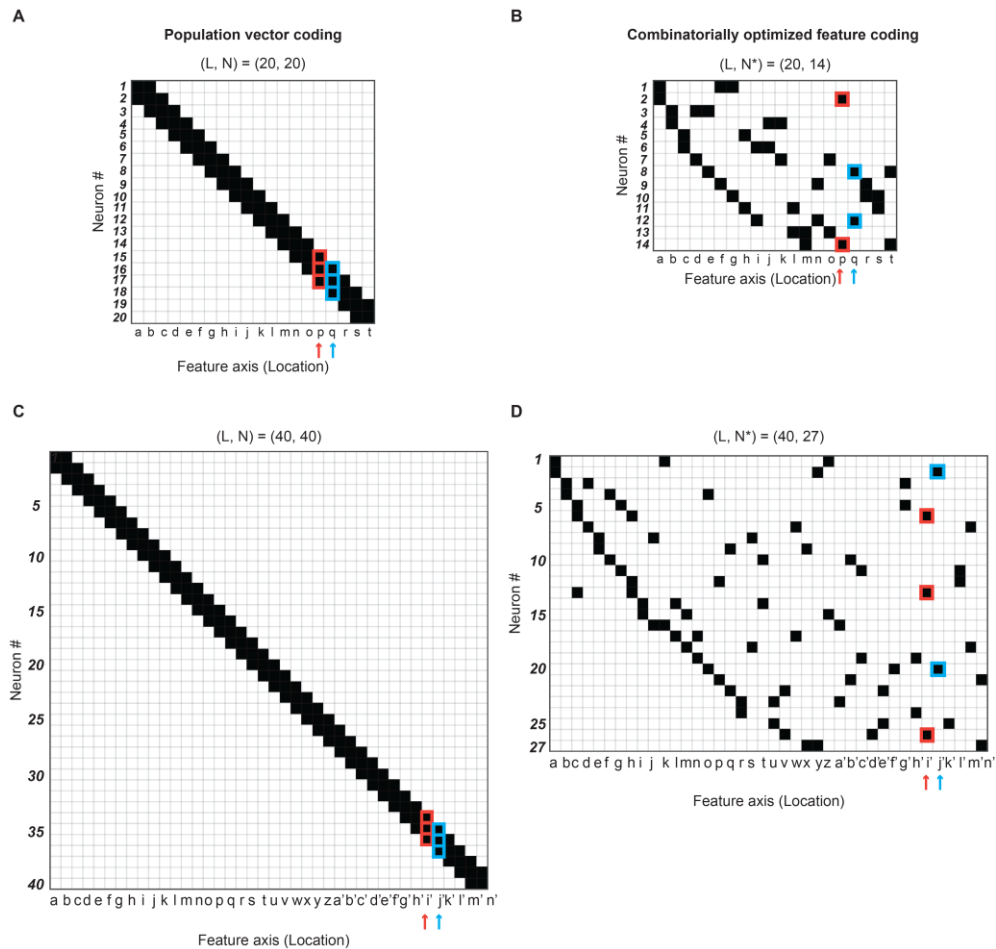 A
Population vector coding
(L, N) = (20, 20)
Neuron #
1
2
3
4
5
6
7
8
9
10
11
12
13
14
15
16
17
18
19
20
a b c d e f g h i j k l m n o p q r s t
↑ ↑
Feature axis (Location)
B
Combinatorially optimized feature coding
(L, N*) = (20, 14)
Neuron #
1
2
3
4
5
6
7
8
9
10
11
12
13
14
a b c d e f g h i j k l m n o p q r s t
Feature axis (Location) ↑ ↑
C
(L, N) = (40, 40)
Neuron #
5
10
15
20
25
30
35
40
a b c d e f g h i j k l m n o p q r s t u v w x y z a' b' c' d' e' f' g' h' i' j' k' l' m' n'
↑ ↑
Feature axis (Location)
D
(L, N*) = (40, 27)
Neuron #
1
5
10
15
20
25
27
a b c d e f g h i j k l m n o p q r s t u v w x y z a' b' c' d' e' f' g' h' i' j' k' l' m' n'
↑ ↑
Feature axis (Location)